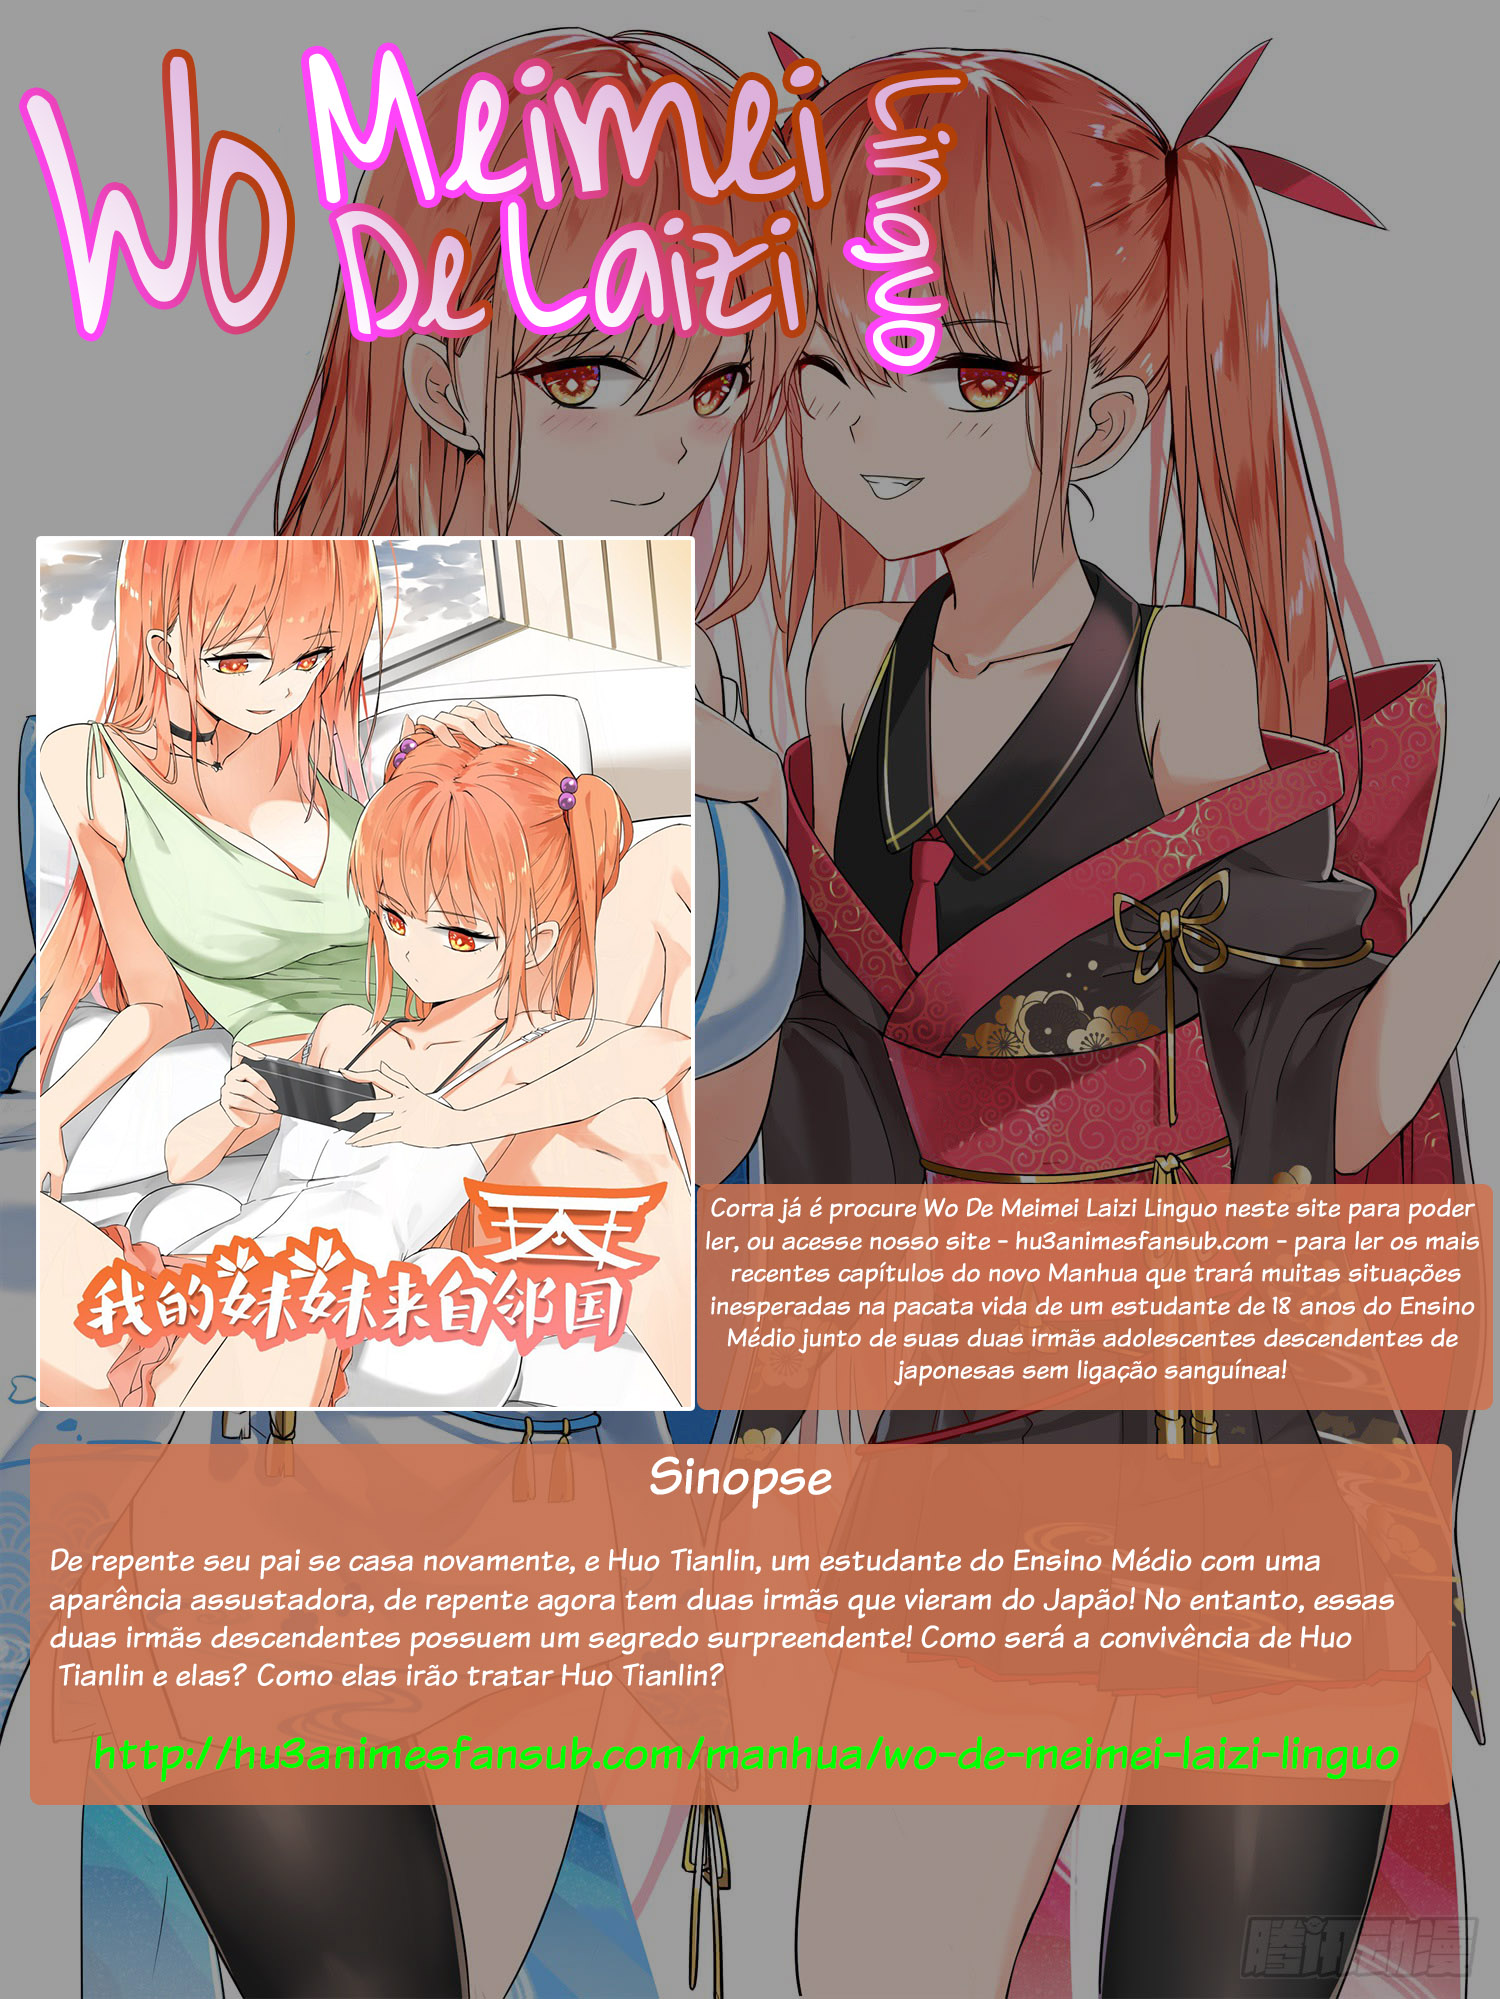 Wo Meimei
De Laizi
Linguo
我的妹妹来自邻国
Corra já é procure Wo De Meimei Laizi Linguo neste site para poder
ler, ou acesse nosso site - hu3animesfansub.com - para ler os mais
recentes capítulos do novo Manhua que trará muitas situações
inesperadas na pacata vida de um estudante de 18 anos do Ensino
Médio junto de suas duas irmãs adolescentes descendentes de
japonesas sem ligação sanguínea!
Sinopse
De repente seu pai se casa novamente, e Huo Tianlin, um estudante do Ensino Médio com uma
aparência assustadora, de repente agora tem duas irmãs que vieram do Japão! No entanto, essas
duas irmãs descendentes possuem um segredo surpreendente! Como será a convivência de Huo
Tianlin e elas? Como elas irão tratar Huo Tianlin?
http://hu3animesfansub.com/manhua/wo-de-meimei-laizi-linguo
腾讯动漫